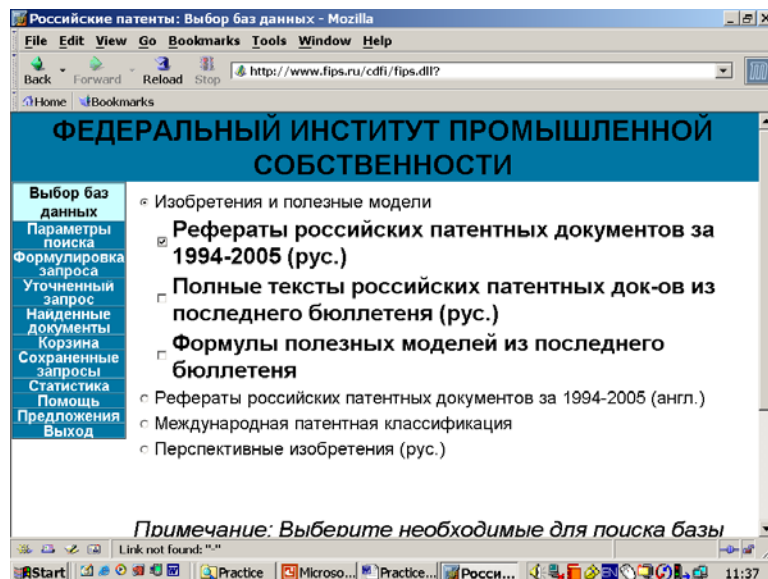 Российские патенты: Выбор баз данных - Mozilla
File Edit View Go Bookmarks Tools Window Help
Back Forward Reload Stop http://www.fips.ru/cdfi/fips.dll?
Home Bookmarks
ФЕДЕРАЛЬНЫЙ ИНСТИТУТ ПРОМЫШЛЕННОЙ
СОБСТВЕННОСТИ
Выбор баз
данных
Параметры
поиска
Формулировка
запроса
Уточненный
запрос
Найденные
документы
Корзина
Сохраненные
запросы
Статистика
Помощь
Предложения
Выход
Изобретения и полезные модели
Рефераты российских патентных документов за
1994-2005 (рус.)
Полные тексты российских патентных док-ов из
последнего бюллетеня (рус.)
Формулы полезных моделей из последнего
бюллетеня
Рефераты российских патентных документов за 1994-2005 (англ.)
Международная патентная классификация
Перспективные изобретения (рус.)
Примечание: Выберите необходимые для поиска базы
Link not found: "-"
Start Practice Microso... Practice... Росси... EN 11:37